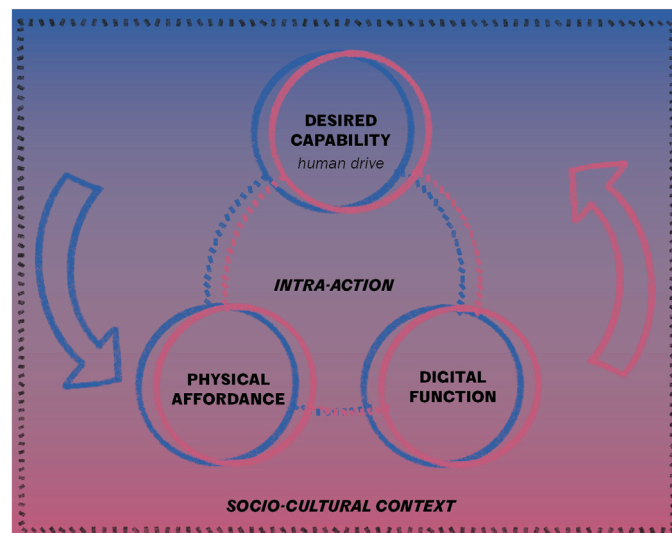 DESIRED
CAPABILITY
human drive
INTRA-ACTION
PHYSICAL
AFFORDANCE
DIGITAL
FUNCTION
SOCIO-CULTURAL CONTEXT